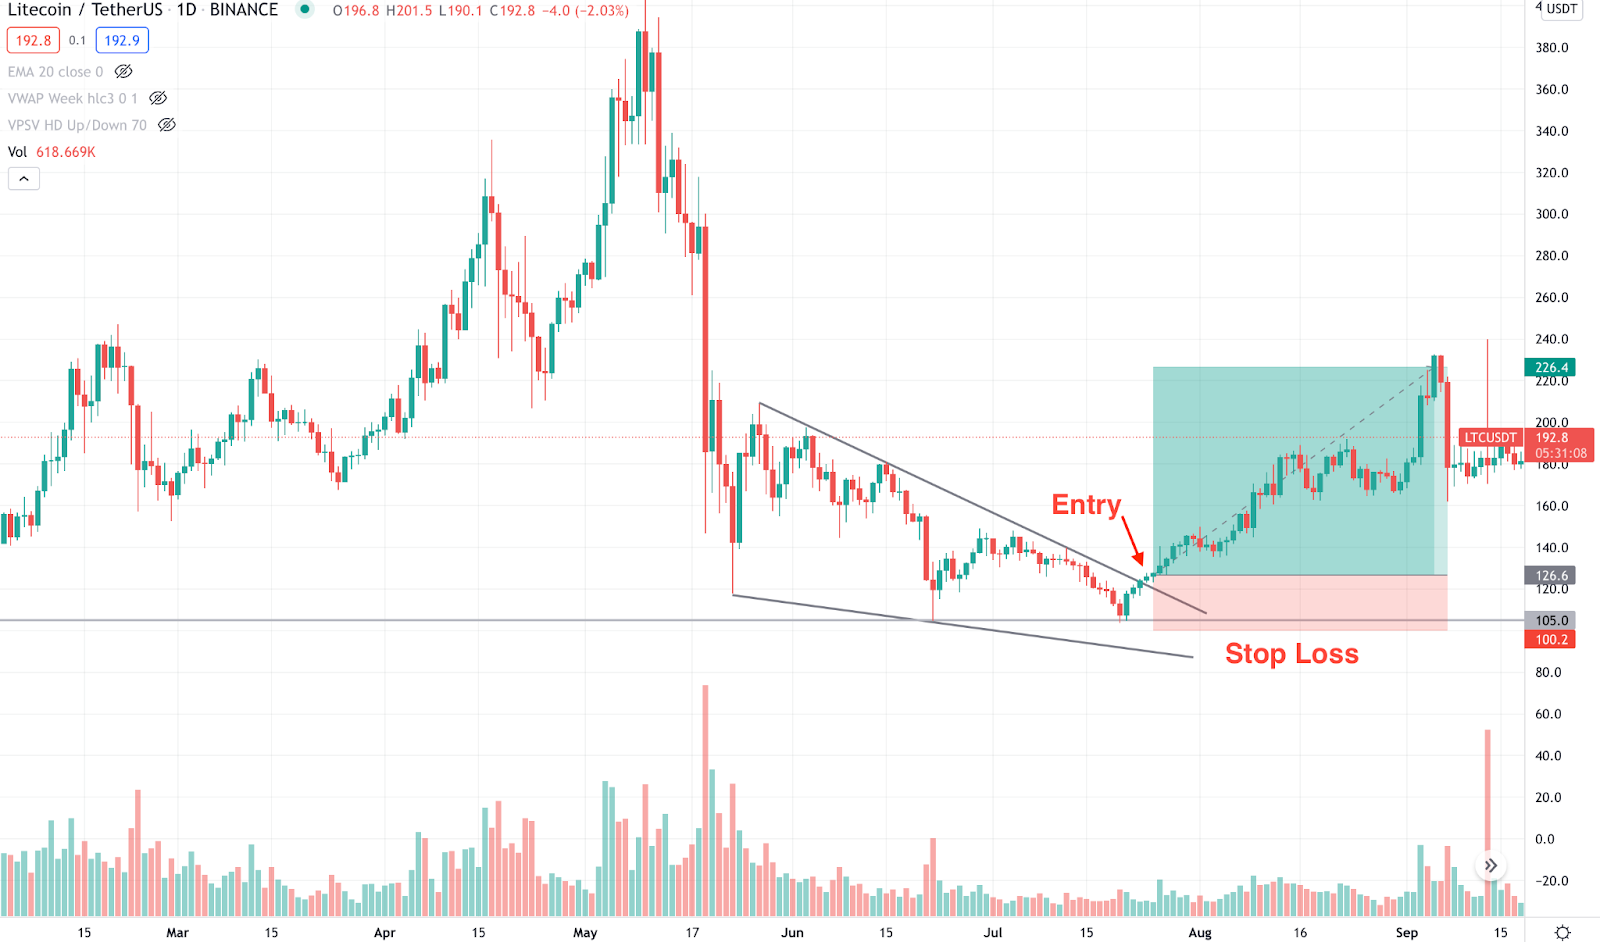 Litecoin / TetherUS · 1D · BINANCE O196.8 H201.5 L190.1 C192.8 −4.0 (−2.03%)
192.8 0.1 192.9
EMA 20 close 0
VWAP Week hlc3 0 1
VPSV HD Up/Down 70
Vol 618.669K
USDT
380.0
360.0
340.0
320.0
300.0
280.0
260.0
240.0
226.4
220.0
200.0
LTCUSDT 192.8
05:31:08
180.0
160.0
140.0
126.6
120.0
105.0
100.2
80.0
60.0
40.0
20.0
0.0
−20.0
Entry
Stop Loss
15 Mar 15 Apr 15 May 17 Jun 15 Jul 15 Aug 16 Sep 15